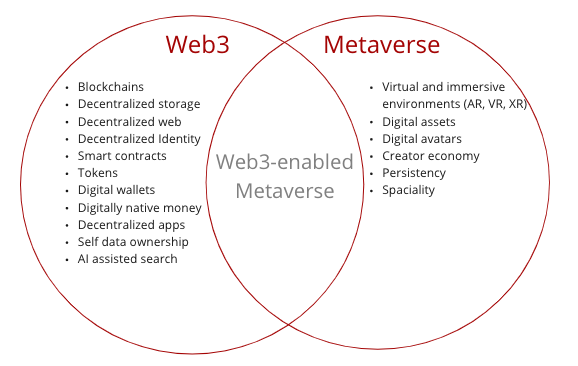 Web3
• Blockchains
• Decentralized storage
• Decentralized web
• Decentralized Identity
• Smart contracts
• Tokens
• Digital wallets
• Digitally native money
• Decentralized apps
• Self data ownership
• AI assisted search
Web3-enabled
Metaverse
Metaverse
• Virtual and immersive
environments (AR, VR, XR)
• Digital assets
• Digital avatars
• Creator economy
• Persistency
• Spaciality